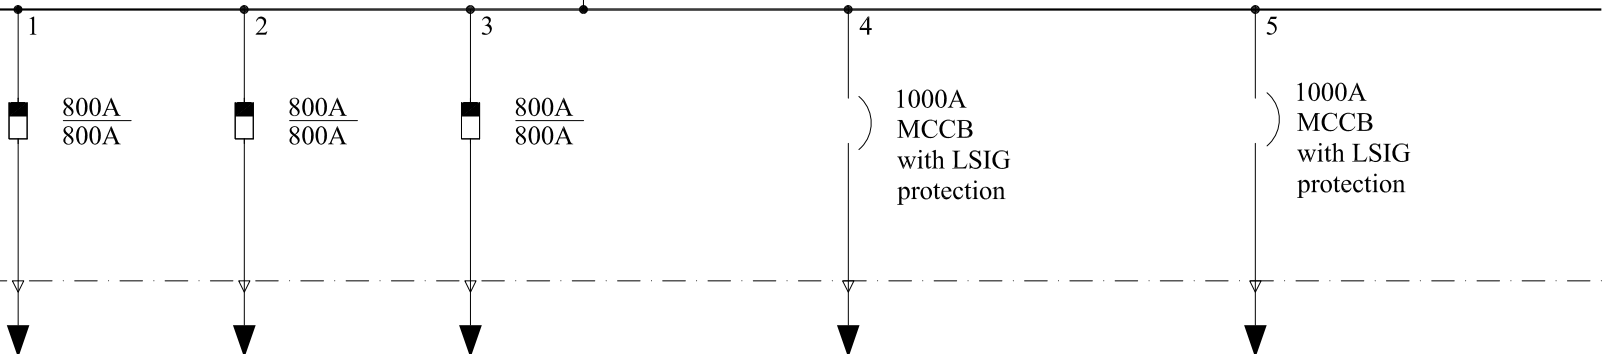 1
2
3
4
5
800A
800A
800A
800A
800A
800A
1000A
MCCB
with LSIG
protection
1000A
MCCB
with LSIG
protection